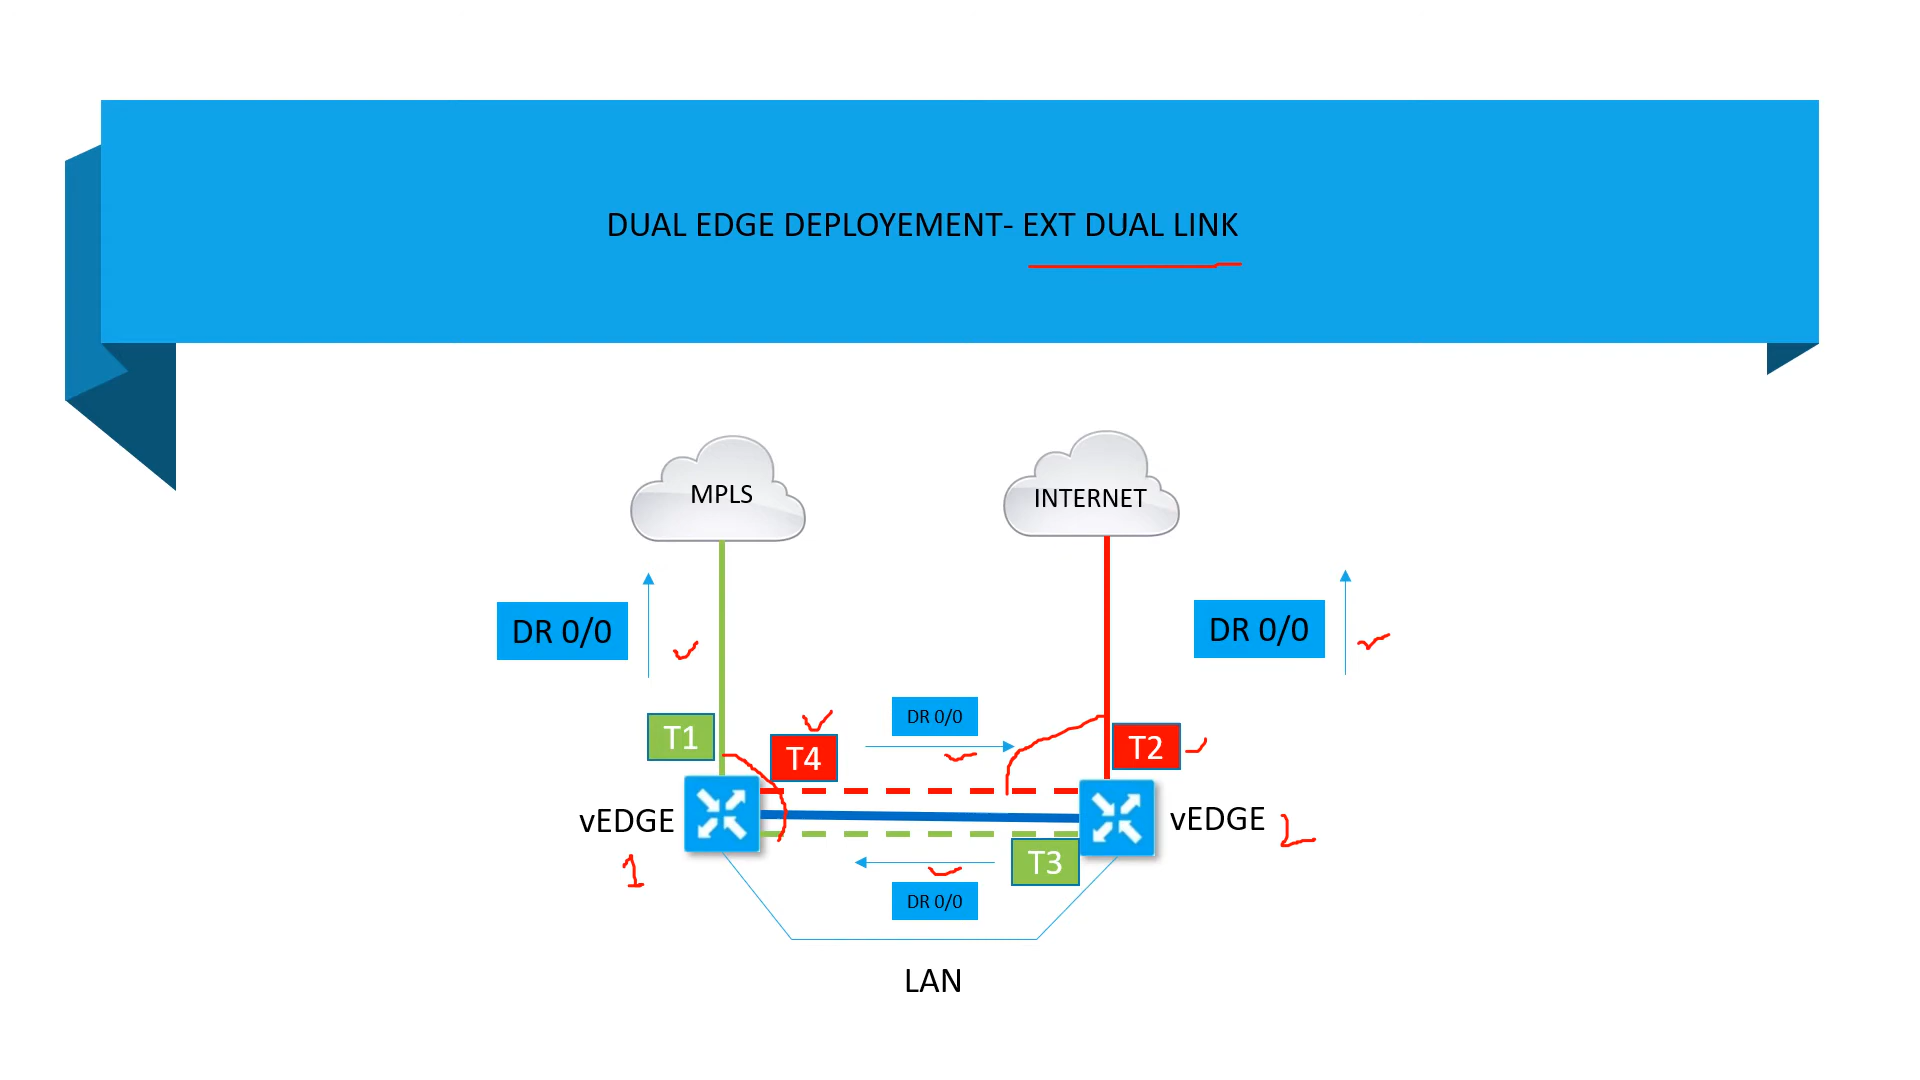 DUAL EDGE DEPLOYEMENT- EXT DUAL LINK
MPLS
INTERNET
DR 0/0
DR 0/0
DR 0/0
T1
T4
T2
vEDGE
vEDGE
1
2
T3
DR 0/0
LAN